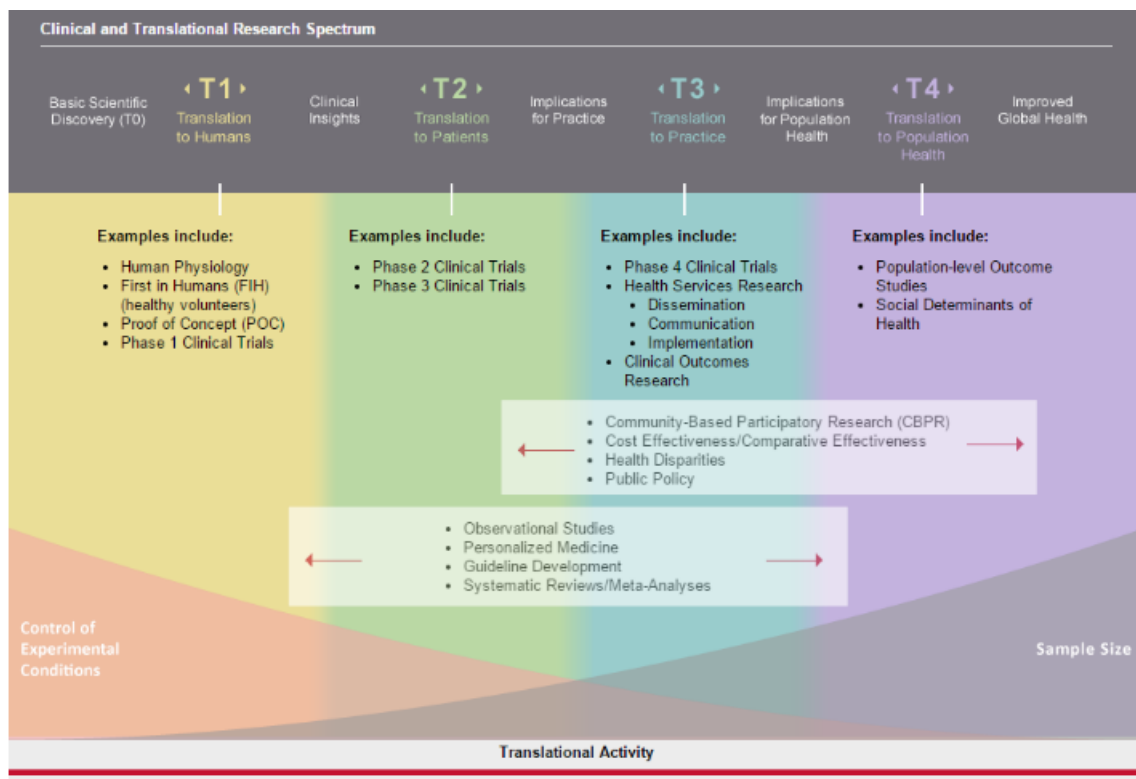 Clinical and Translational Research Spectrum
Basic Scientific
Discovery (T0)
T1
Translation
to Humans
Clinical
Insights
T2
Translation
to Patients
Implications
for Practice
T3
Translation
to Practice
Implications
for Population
Health
T4
Translation
to Population
Health
Improved
Global Health
Examples include:
• Human Physiology
• First in Humans (FIH)
(healthy volunteers)
• Proof of Concept (POC)
• Phase 1 Clinical Trials
Examples include:
• Phase 2 Clinical Trials
• Phase 3 Clinical Trials
Examples include:
• Phase 4 Clinical Trials
• Health Services Research
• Dissemination
• Communication
• Implementation
• Clinical Outcomes
Research
Examples include:
• Population-level Outcome
Studies
• Social Determinants of
Health
• Community-Based Participatory Research (CBPR)
• Cost Effectiveness/Comparative Effectiveness
• Health Disparities
• Public Policy
• Observational Studies
• Personalized Medicine
• Guideline Development
• Systematic Reviews/Meta-Analyses
Control of
Experimental
Conditions
Sample Size
Translational Activity